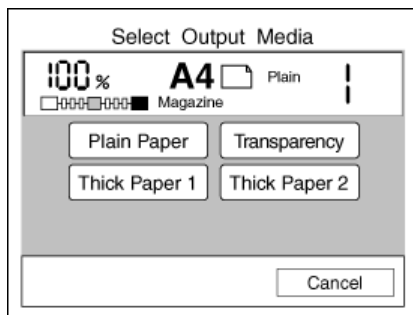 Select Output Media
100 % A4 Plain 1
Magazine
Plain Paper Transparency
Thick Paper 1 Thick Paper 2
Cancel